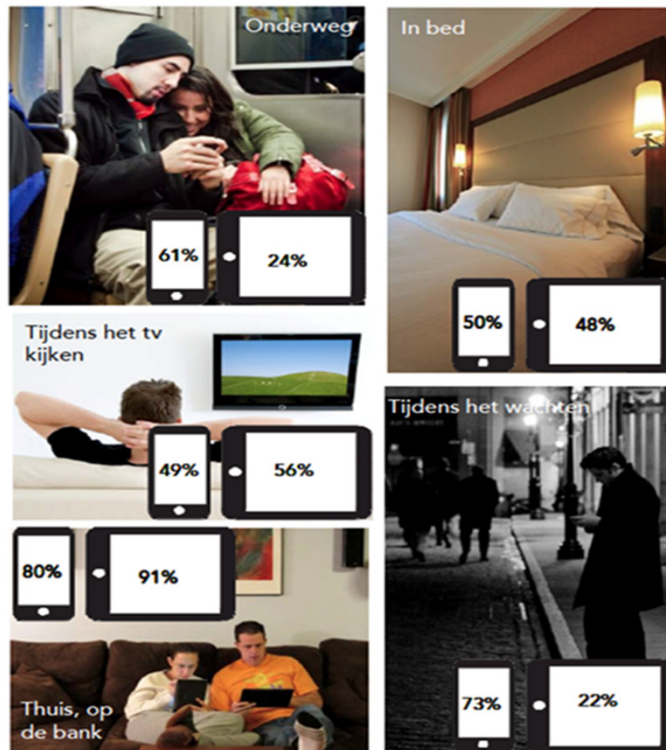 Onderweg
61%
24%
In bed
50%
48%
Tijdens het tv
kijken
49%
56%
Tijdens het wachten
73%
22%
80%
91%
Thuis, op
de bank